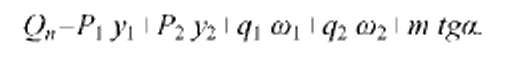 Qₙ–P₁ y₁ | P₂ y₂ | q₁ ω₁ | q₂ ω₂ | m tgα.